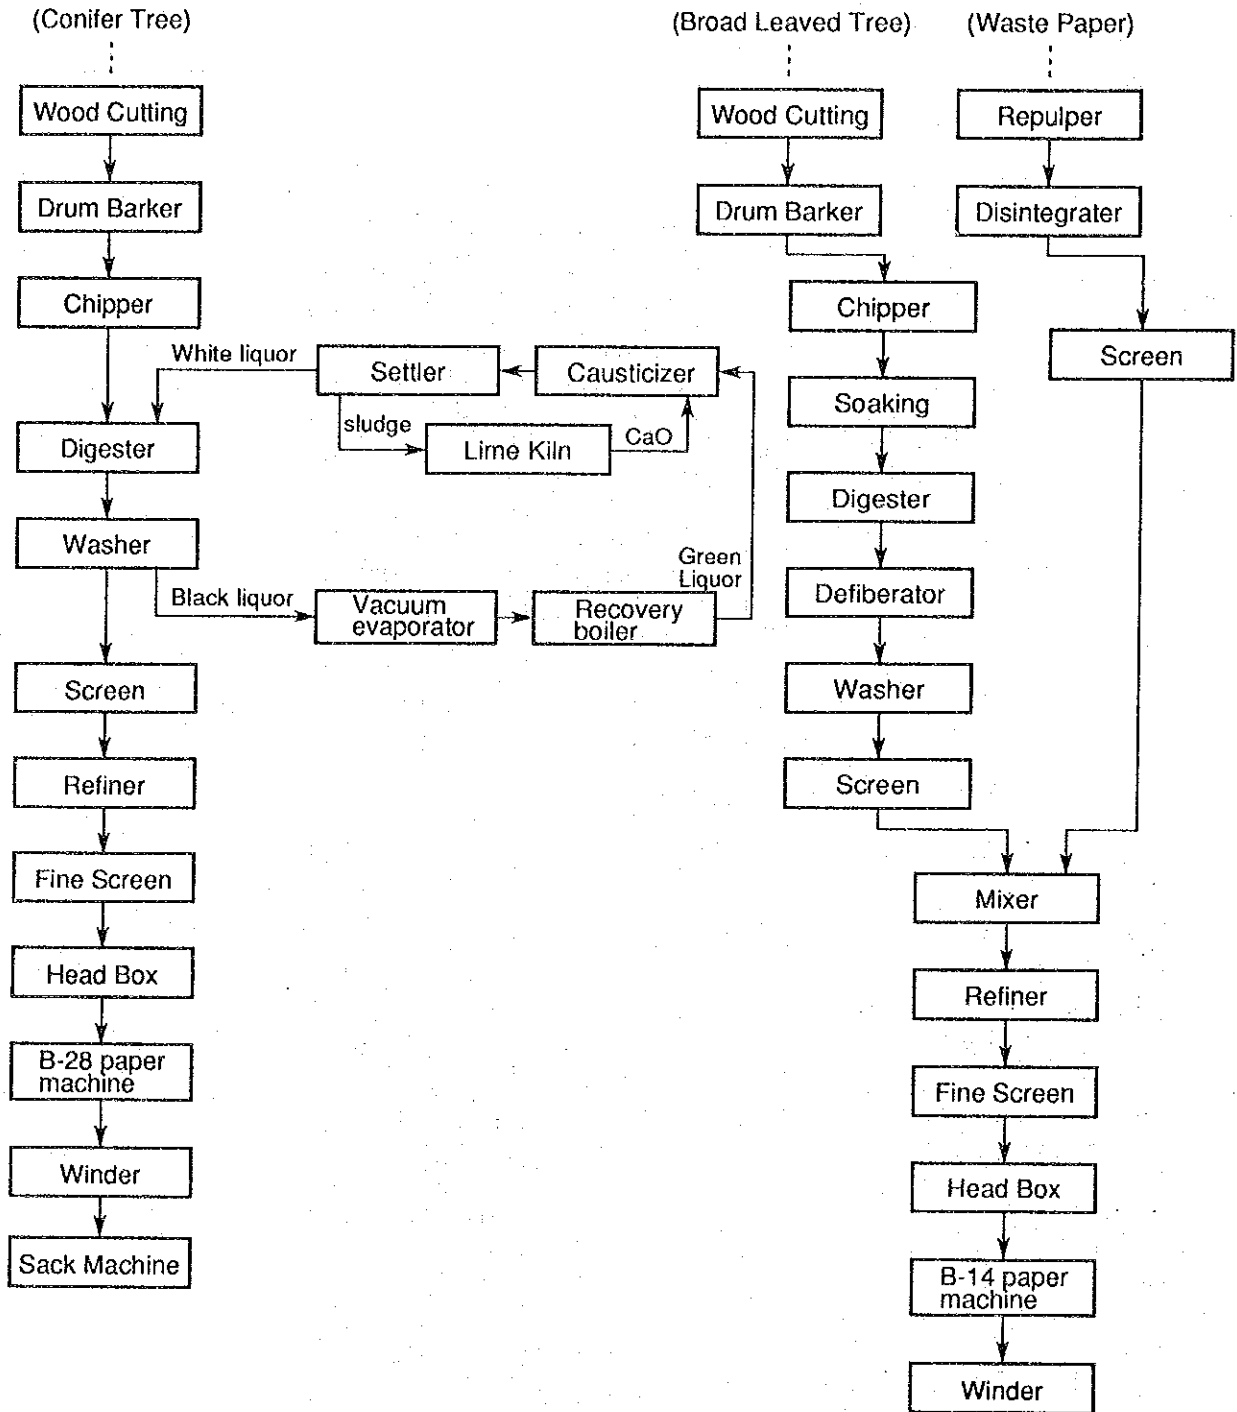 (Conifer Tree)
Wood Cutting
Drum Barker
Chipper
White liquor
Settler
Causticizer
sludge
Lime Kiln
CaO
Digester
Washer
Black liquor
Vacuum
evaporator
Recovery
boiler
Green
Liquor
Screen
Refiner
Fine Screen
Head Box
B-28 paper
machine
Winder
Sack Machine
(Broad Leaved Tree)
Wood Cutting
Drum Barker
Chipper
Soaking
Digester
Defiberator
Washer
Screen
(Waste Paper)
Repulper
Disintegrater
Screen
Mixer
Refiner
Fine Screen
Head Box
B-14 paper
machine
Winder